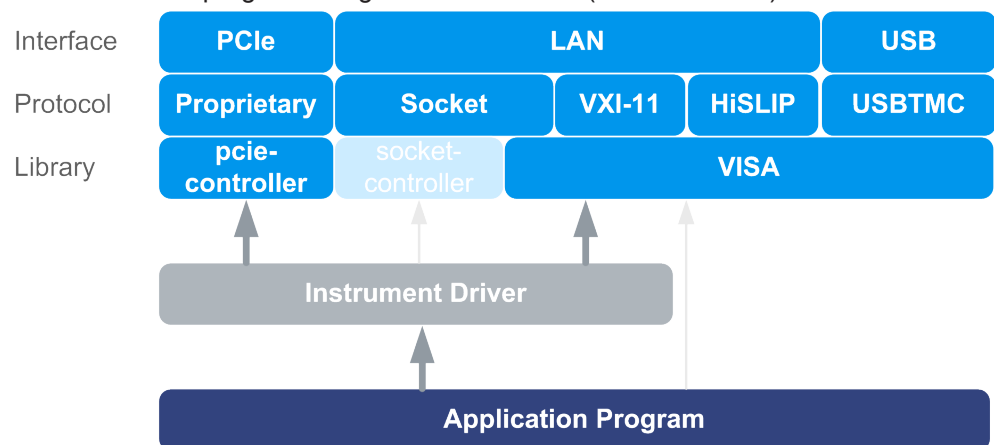 Interface PCIe LAN USB
Protocol Proprietary Socket VXI-11 HiSLIP USBTMC
Library pcie-controller socket-controller VISA
Instrument Driver
Application Program